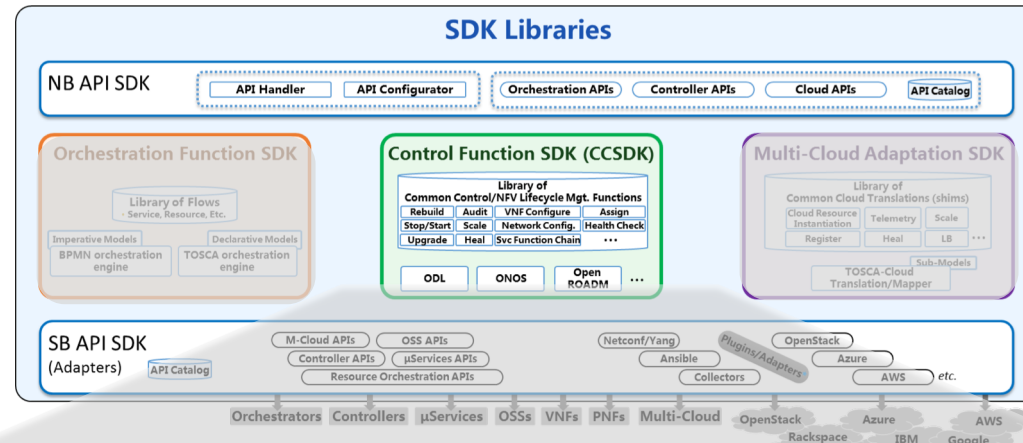 SDK Libraries
NB API SDK
API Handler
API Configurator
Orchestration APIs
Controller APIs
Cloud APIs
API Catalog
Orchestration Function SDK
Library of Flows
- Service, Resource, Etc.
Imperative Models
Declarative Models
BPMN orchestration
engine
TOSCA orchestration
engine
Control Function SDK (CCSDK)
Library of
Common Control/NFV Lifecycle Mgt. Functions
Rebuild Audit VNF Configure Assign
Stop/Start Scale Network Config. Health Check
Upgrade Heal Svc Function Chain ...
ODL
ONOS
Open
ROADM
...
Multi-Cloud Adaptation SDK
Library of
Common Cloud Translations (shims)
Cloud Resource
Instantiation
Telemetry
Scale
Register
Heal
LB
...
Sub-Models
TOSCA-Cloud
Translation/Mapper
SB API SDK
(Adapters)
API Catalog
M-Cloud APIs
OSS APIs
Controller APIs
µServices APIs
Resource Orchestration APIs
Netconf/Yang
Ansible
Collectors
Plugins/Adapters
OpenStack
Azure
AWS
etc.
Orchestrators
Controllers
µServices
OSSs
VNFs
PNFs
Multi-Cloud
OpenStack
Azure
AWS
Rackspace
IBM
Google